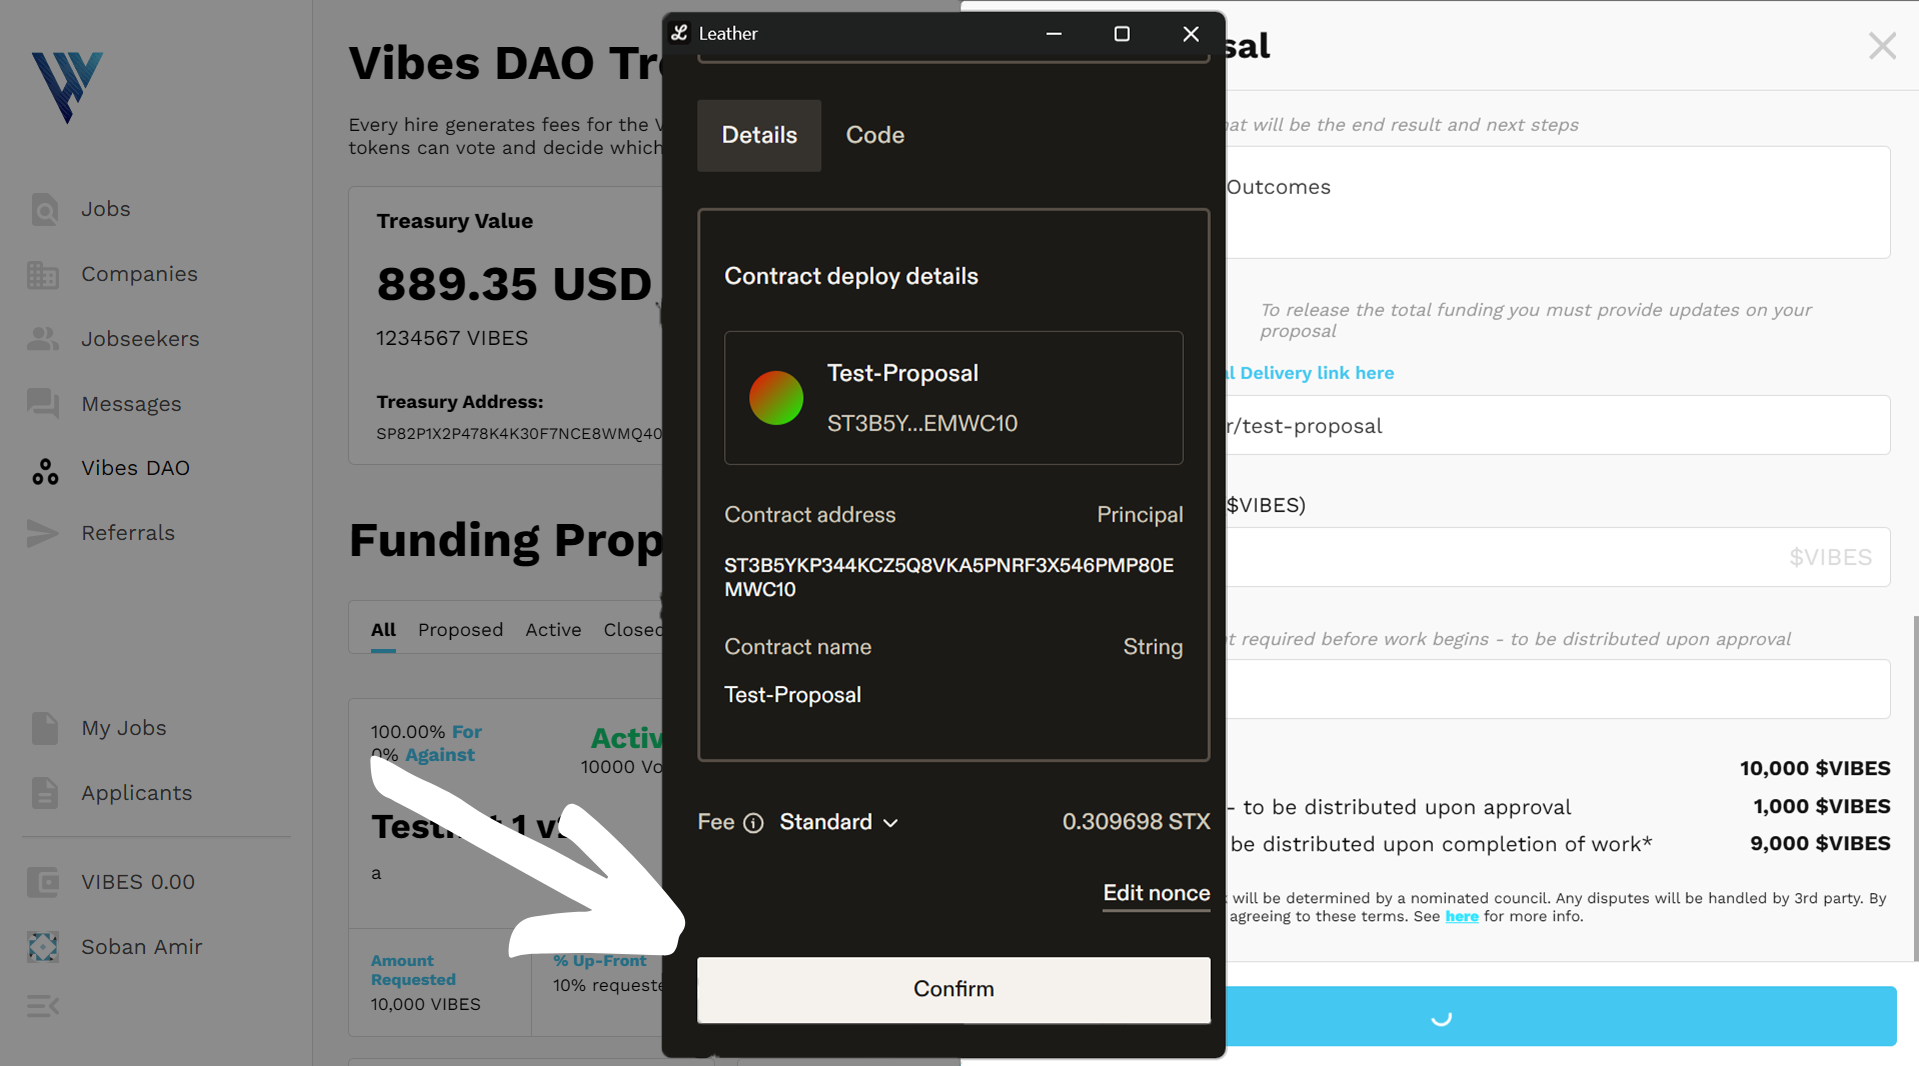 Jobs
Companies
Jobseekers
Messages
Vibes DAO
Referrals
My Jobs
Applicants
VIBES 0.00
Soban Amir
Vibes DAO
Every hire generates fees for the
tokens can vote and decide which
Treasury Value
889.35 USD
1234567 VIBES
Treasury Address:
SP82P1X2P478K4K30F7NCE8WMQ40
Funding Prop
All Proposed Active Closed
100.00% For
0% Against
Activ
10000 Vo
1
a
Amount
Requested
10,000 VIBES
% Up-Front
10% requeste
Leather
Details Code
Contract deploy details
Test-Proposal
ST3B5Y...EMWC10
Contract address Principal
ST3B5YKP344KCZ5Q8VKA5PNRF3X546PMP80E
MWC10
Contract name String
Test-Proposal
Fee Standard 0.309698 STX
Edit nonce
Confirm
sal
hat will be the end result and next steps
Outcomes
To release the total funding you must provide updates on your
proposal
l Delivery link here
r/test-proposal
$VIBES)
$VIBES
t required before work begins - to be distributed upon approval
10,000 $VIBES
- to be distributed upon approval 1,000 $VIBES
be distributed upon completion of work* 9,000 $VIBES
will be determined by a nominated council. Any disputes will be handled by 3rd party. By
agreeing to these terms. See here for more info.